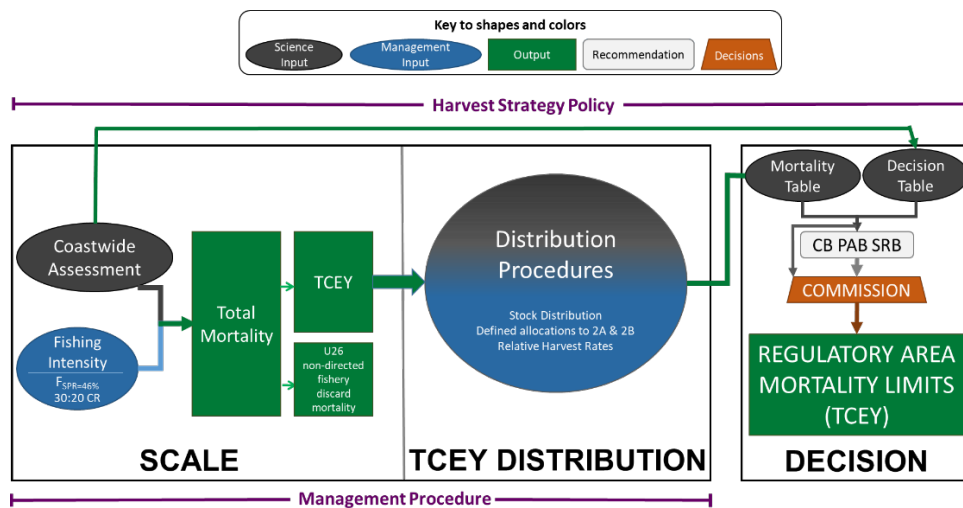 Key to shapes and colors
Science
Input
Management
Input
Output
Recommendation
Decisions
Harvest Strategy Policy
Coastwide
Assessment
Fishing
Intensity
FSPR=46%
30:20 CR
Total
Mortality
TCEY
U26
non-directed
fishery
discard
mortality
SCALE
Distribution
Procedures
Stock Distribution
Defined allocations to 2A & 2B
Relative Harvest Rates
TCEY DISTRIBUTION
Mortality
Table
Decision
Table
CB PAB SRB
COMMISSION
REGULATORY AREA
MORTALITY LIMITS
(TCEY)
DECISION
Management Procedure